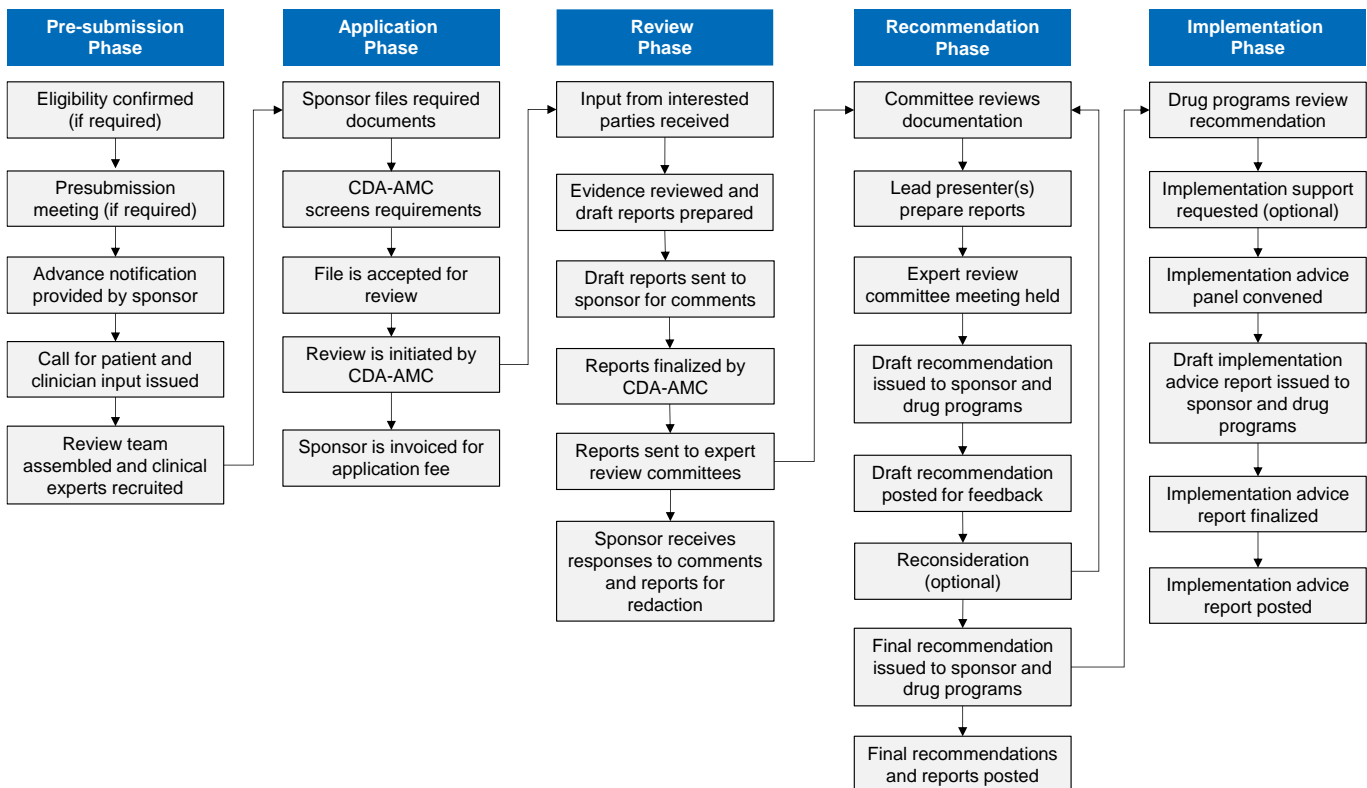 Pre-submission
Phase
Eligibility confirmed
(if required)
Presubmission
meeting (if required)
Advance notification
provided by sponsor
Call for patient and
clinician input issued
Review team
assembled and clinical
experts recruited
Application
Phase
Sponsor files required
documents
CDA-AMC
screens requirements
File is accepted for
review
Review is initiated by
CDA-AMC
Sponsor is invoiced for
application fee
Review
Phase
Input from interested
parties received
Evidence reviewed and
draft reports prepared
Draft reports sent to
sponsor for comments
Reports finalized by
CDA-AMC
Reports sent to expert
review committees
Sponsor receives
responses to comments
and reports for
redaction
Recommendation
Phase
Committee reviews
documentation
Lead presenter(s)
prepare reports
Expert review
committee meeting held
Draft recommendation
issued to sponsor and
drug programs
Draft recommendation
posted for feedback
Reconsideration
(optional)
Final recommendation
issued to sponsor and
drug programs
Final recommendations
and reports posted
Implementation
Phase
Drug programs review
recommendation
Implementation support
requested (optional)
Implementation advice
panel convened
Draft implementation
advice report issued to
sponsor and drug
programs
Implementation advice
report finalized
Implementation advice
report posted